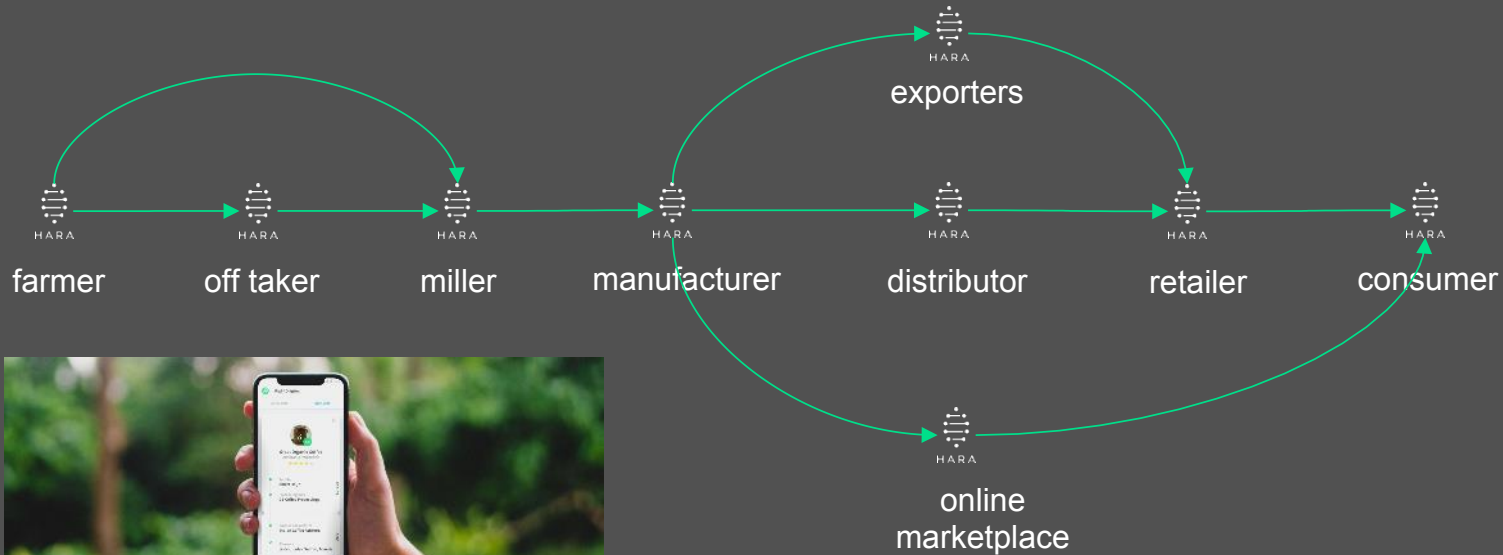 HARA
exporters
HARA
HARA
HARA
HARA
HARA
HARA
HARA
farmer
off taker
miller
manufacturer
distributor
retailer
consumer
HARA
online
marketplace